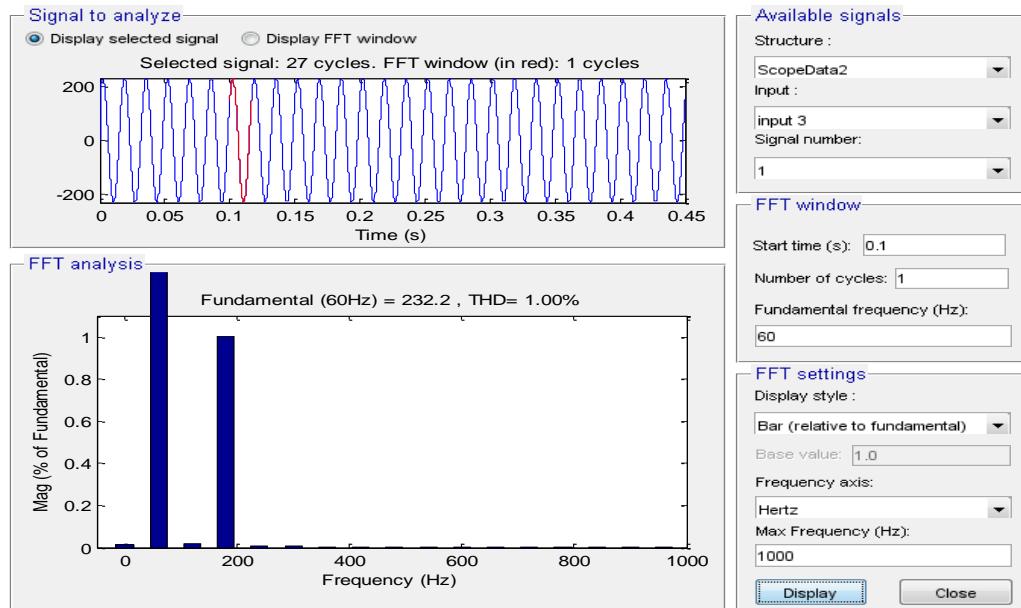 Signal to analyze
Display selected signal
Display FFT window
Selected signal: 27 cycles. FFT window (in red): 1 cycles
200
0
-200
0 0.05 0.1 0.15 0.2 0.25 0.3 0.35 0.4 0.45
Time (s)
FFT analysis
Fundamental (60Hz) = 232.2 , THD= 1.00%
1
0.8
0.6
0.4
0.2
0
Mag (% of Fundamental)
0 200 400 600 800 1000
Frequency (Hz)
Available signals
Structure :
ScopeData2
Input :
input 3
Signal number:
1
FFT window
Start time (s): 0.1
Number of cycles: 1
Fundamental frequency (Hz):
60
FFT settings
Display style :
Bar (relative to fundamental)
Base value: 1.0
Frequency axis:
Hertz
Max Frequency (Hz):
1000
Display
Close